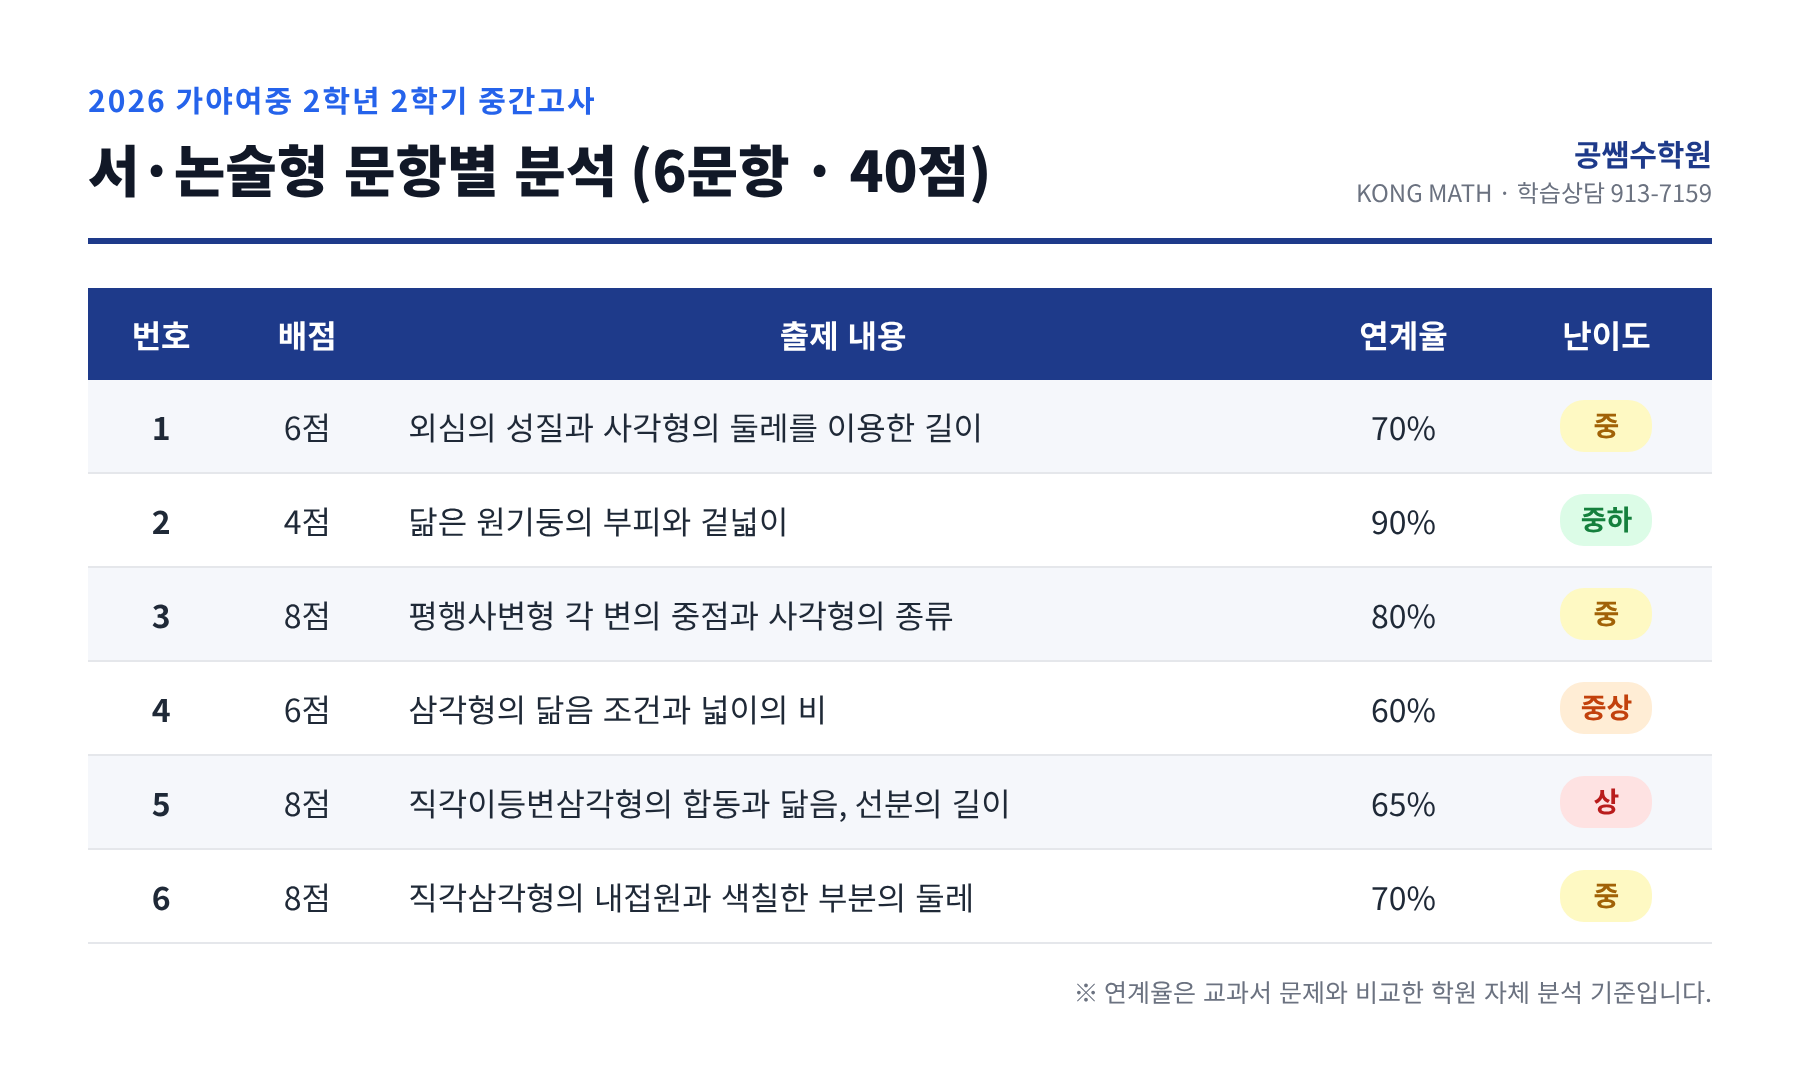 2026 가야여중 2학년 2학기 중간고사
서·논술형 문항별 분석 (6문항 · 40점)
공쌤수학원
KONG MATH · 학습상담 913-7159
번호 배점 출제 내용 연계율 난이도
1 6점 외심의 성질과 사각형의 둘레를 이용한 길이 70% 중
2 4점 닮은 원기둥의 부피와 겉넓이 90% 중하
3 8점 평행사변형 각 변의 중점과 사각형의 종류 80% 중
4 6점 삼각형의 닮음 조건과 넓이의 비 60% 중상
5 8점 직각이등변삼각형의 합동과 닮음, 선분의 길이 65% 상
6 8점 직각삼각형의 내접원과 색칠한 부분의 둘레 70% 중
※ 연계율은 교과서 문제와 비교한 학원 자체 분석 기준입니다.